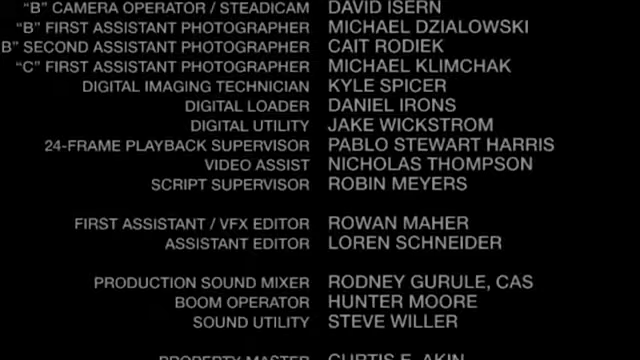 "B" CAMERA OPERATOR / STEADICAM DAVID ISERN
"B" FIRST ASSISTANT PHOTOGRAPHER MICHAEL DZIALOWSKI
B" SECOND ASSISTANT PHOTOGRAPHER CAIT RODIEK
"C" FIRST ASSISTANT PHOTOGRAPHER MICHAEL KLIMCHAK
DIGITAL IMAGING TECHNICIAN KYLE SPICER
DIGITAL LOADER DANIEL IRONS
DIGITAL UTILITY JAKE WICKSTROM
24-FRAME PLAYBACK SUPERVISOR PABLO STEWART HARRIS
VIDEO ASSIST NICHOLAS THOMPSON
SCRIPT SUPERVISOR ROBIN MEYERS
FIRST ASSISTANT / VFX EDITOR ROWAN MAHER
ASSISTANT EDITOR LOREN SCHNEIDER
PRODUCTION SOUND MIXER RODNEY GURULE, CAS
BOOM OPERATOR HUNTER MOORE
SOUND UTILITY STEVE WILLER
PROPERTY MASTER CURTIS E. AKIN